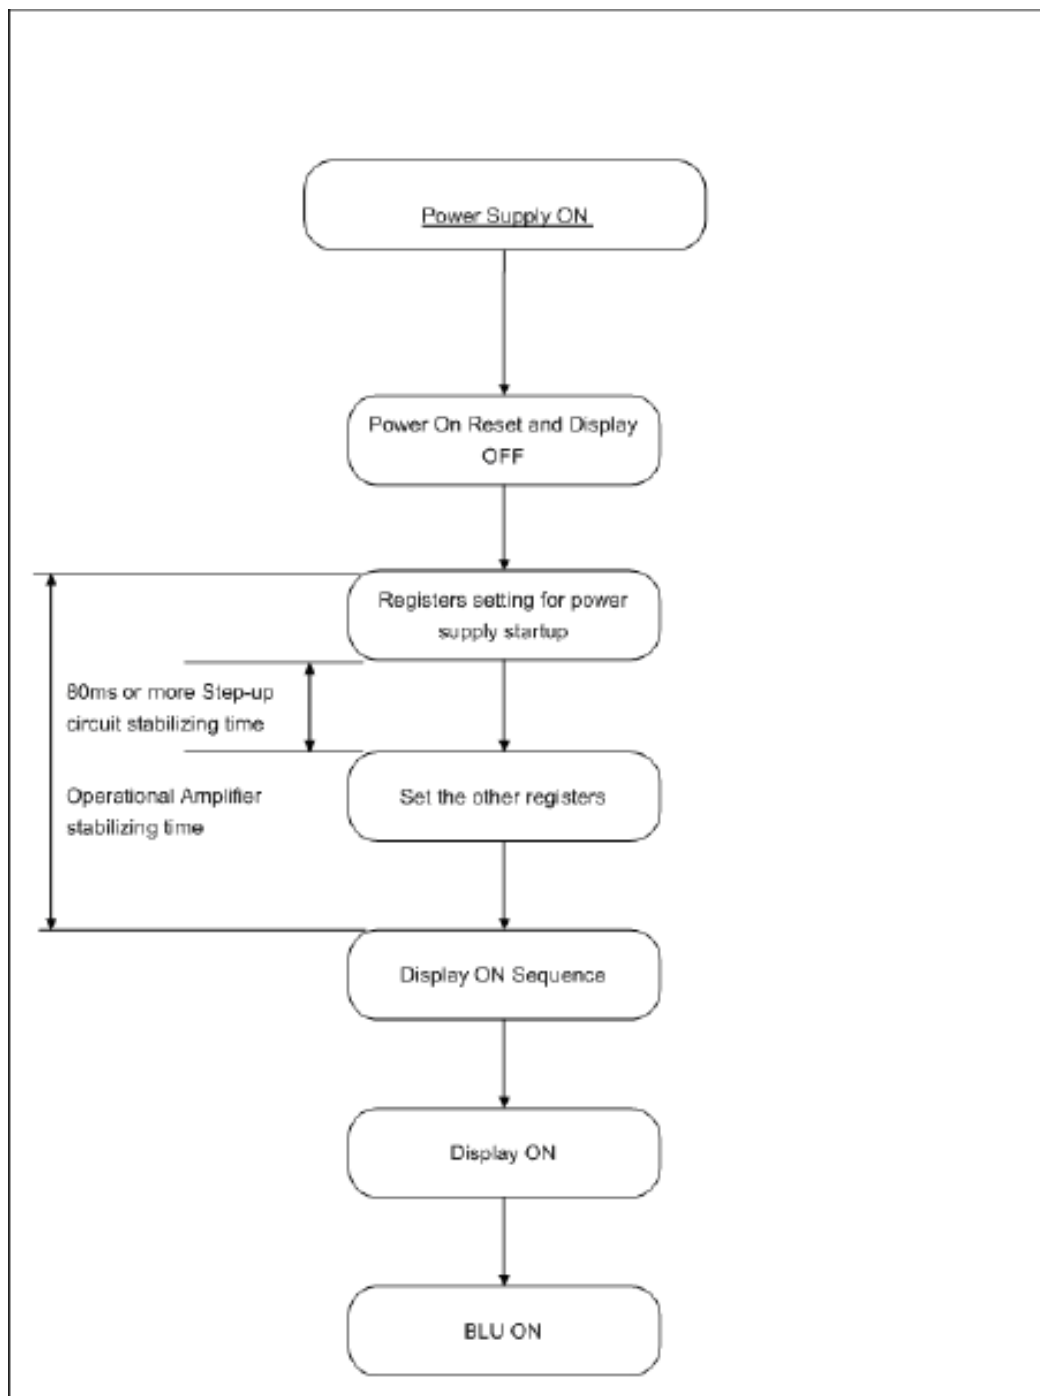 Power Supply ON
Power On Reset and Display
OFF
Registers setting for power
supply startup
80ms or more Step-up
circuit stabilizing time
Operational Amplifier
stabilizing time
Set the other registers
Display ON Sequence
Display ON
BLU ON